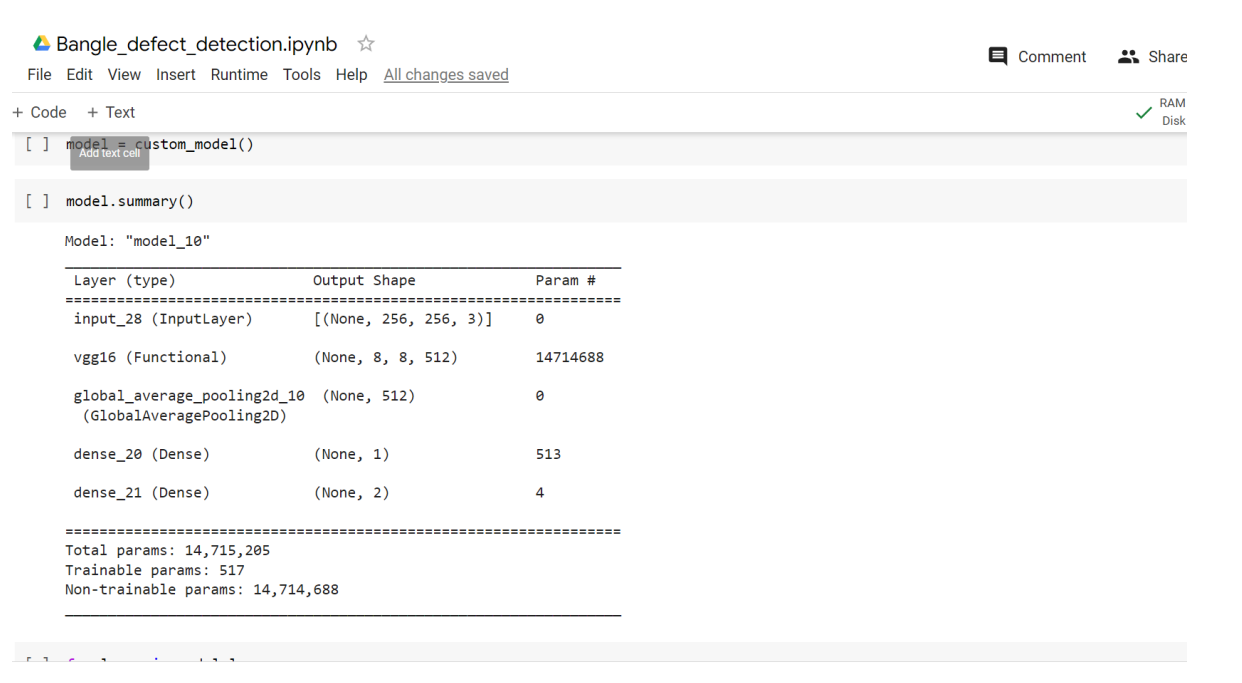 Bangle_defect_detection.ipynb
File Edit View Insert Runtime Tools Help All changes saved
Comment Share
+ Code + Text
RAM
Disk
[ ] model = custom_model()
Add text cell
[ ] model.summary()
Model: "model_10"
Layer (type) Output Shape Param #
=================================================================
input_28 (InputLayer) [(None, 256, 256, 3)] 0
vgg16 (Functional) (None, 8, 8, 512) 14714688
global_average_pooling2d_10 (None, 512) 0
(GlobalAveragePooling2D)
dense_20 (Dense) (None, 1) 513
dense_21 (Dense) (None, 2) 4
=================================================================
Total params: 14,715,205
Trainable params: 517
Non-trainable params: 14,714,688